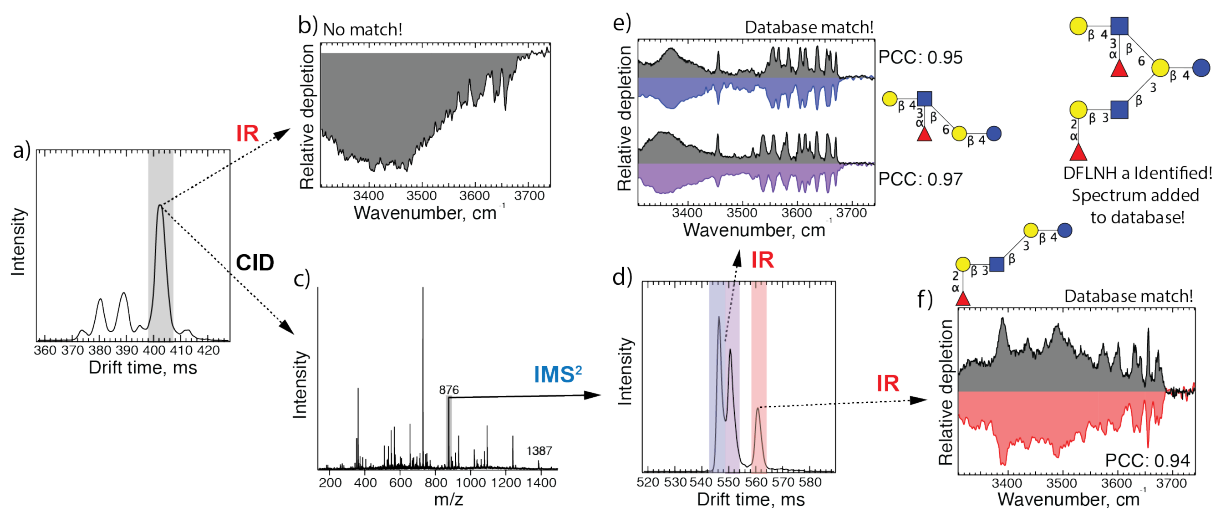 a)
Intensity
360 370 380 390 400 410 420
Drift time, ms
IR
CID
b) No match!
Relative depletion
3400 3500 3600 3700
Wavenumber, cm-1
c)
Intensity
876
1387
200 400 600 800 1000 1200 1400
m/z
IMS2
d)
IR
Intensity
520 530 540 550 560 570 580
Drift time, ms
IR
e) Database match!
Relative depletion
Relative depletion
PCC: 0.95
PCC: 0.97
3400 3500 3600 3700
Wavenumber, cm-1
β 4 3 β
α 6 β 4
β 4 3 β
α 6
β 4
3
β
β 3
2
α
DFLNH a Identified!
Spectrum added
to database!
β 4
β
β 3
2
α
f) Database match!
Relative depletion
PCC: 0.94
3400 3500 3600 3700
Wavenumber, cm-1